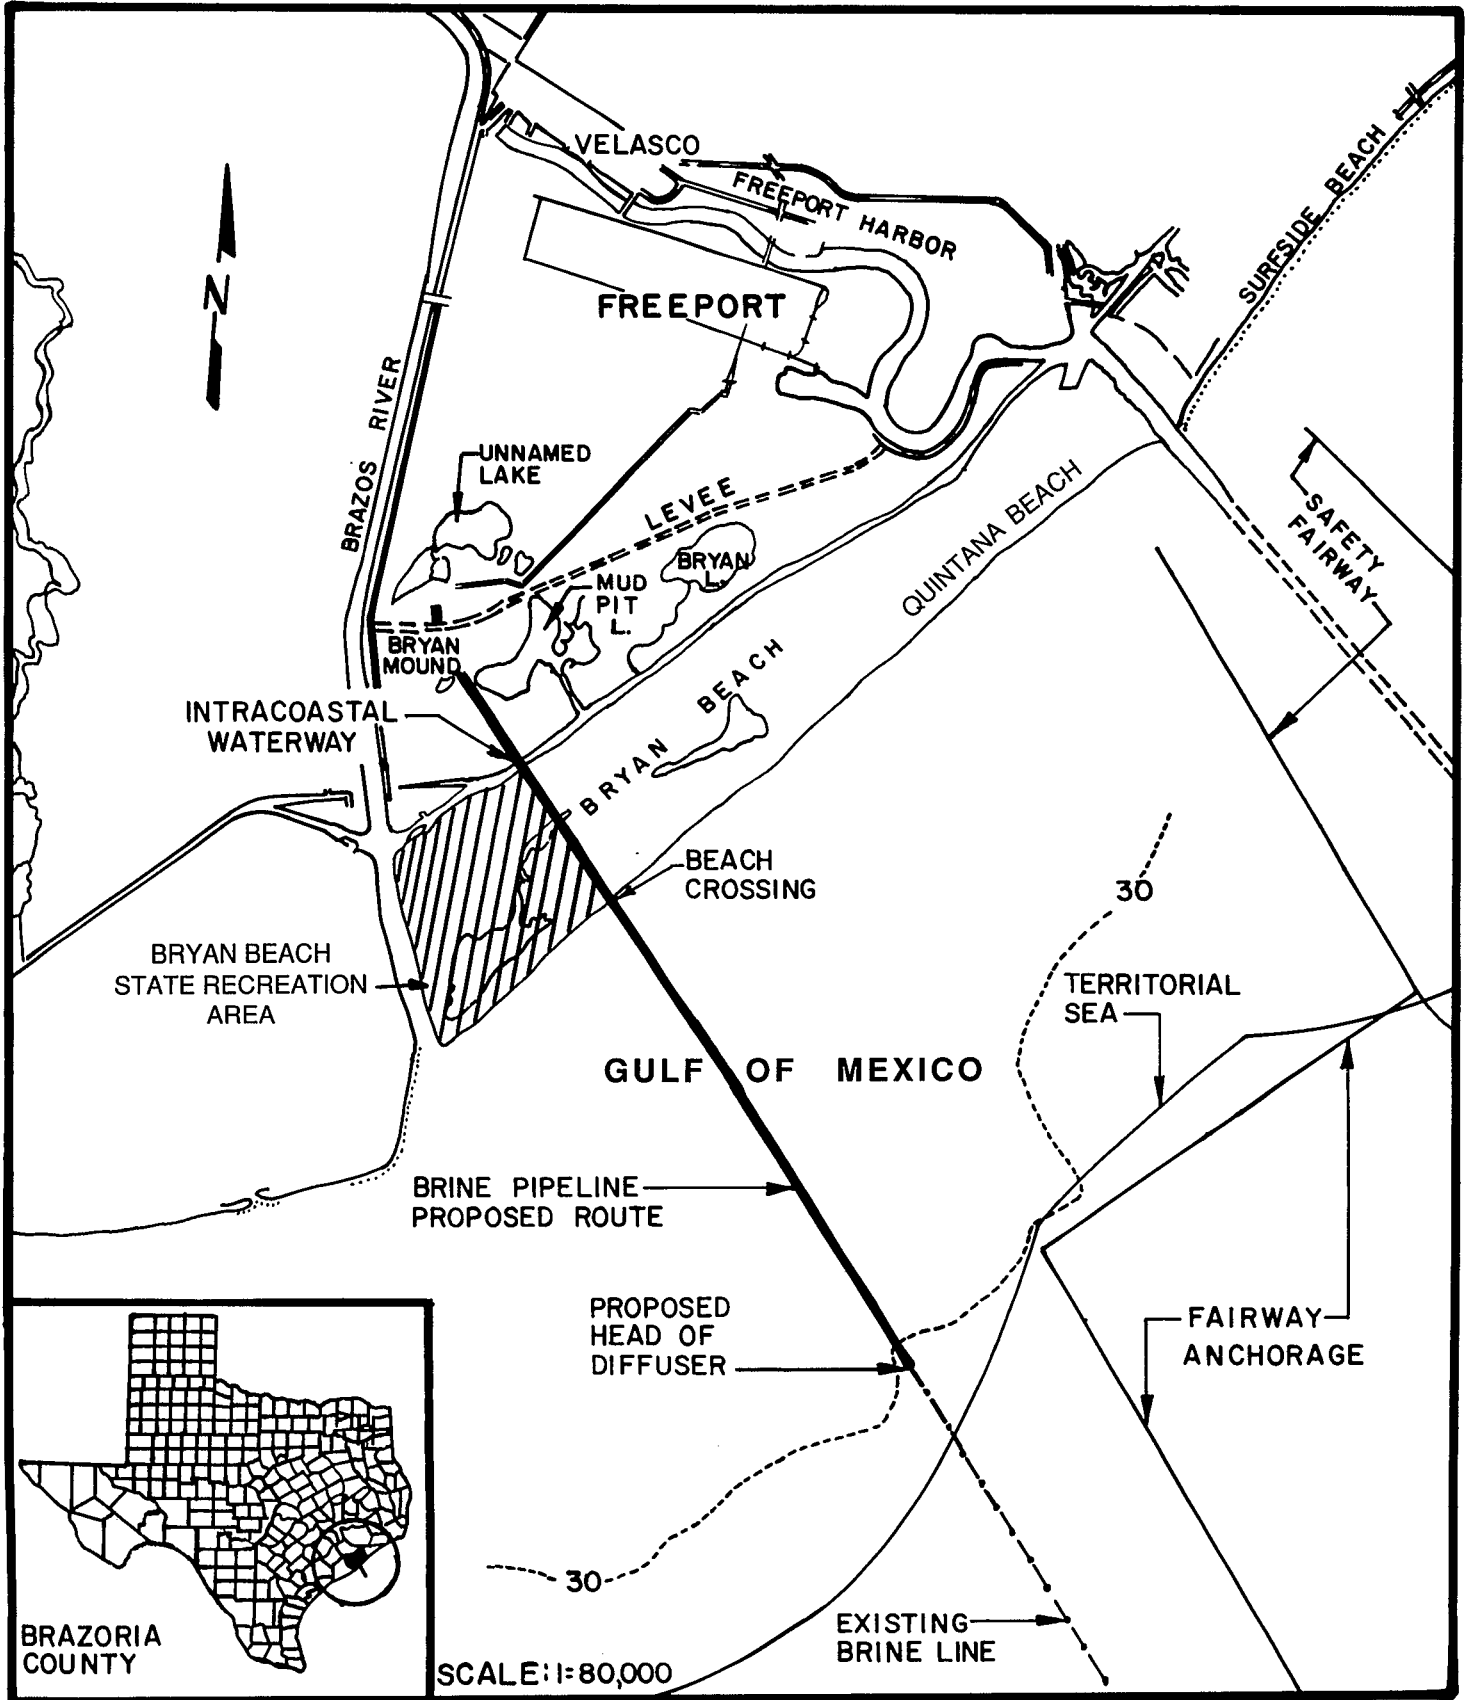 VELASCO
FREEPORT HARBOR
SURFSIDE BEACH
N
FREEPORT
BRAZOS RIVER
UNNAMED
LAKE
LEVEE
QUINTANA BEACH
SAFETY
FAIRWAY
BRYAN
L.
MUD
PIT
L.
BRYAN
MOUND
INTRACOASTAL
WATERWAY
BRYAN BEACH
BEACH
CROSSING
30
BRYAN BEACH
STATE RECREATION
AREA
TERRITORIAL
SEA
GULF OF MEXICO
BRINE PIPELINE
PROPOSED ROUTE
PROPOSED
HEAD OF
DIFFUSER
FAIRWAY
ANCHORAGE
30
EXISTING
BRINE LINE
BRAZORIA
COUNTY
SCALE: 1=80,000